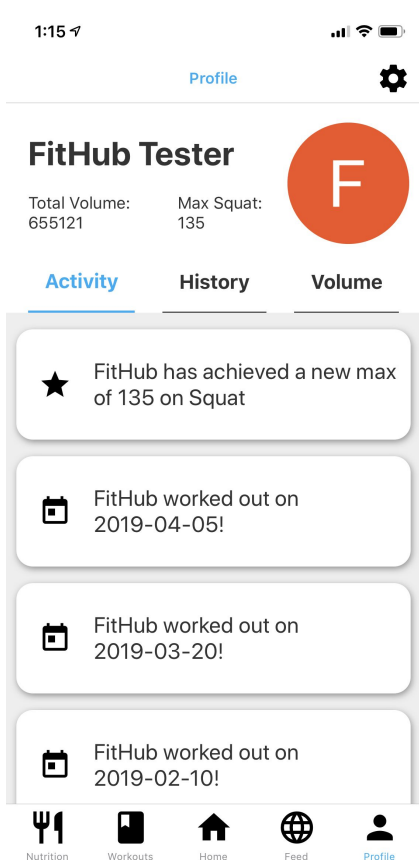 1:15
Profile
FitHub Tester
F
Total Volume:
655121
Max Squat:
135
Activity
History
Volume
FitHub has achieved a new max
of 135 on Squat
FitHub worked out on
2019-04-05!
FitHub worked out on
2019-03-20!
FitHub worked out on
2019-02-10!
Nutrition
Workouts
Home
Feed
Profile